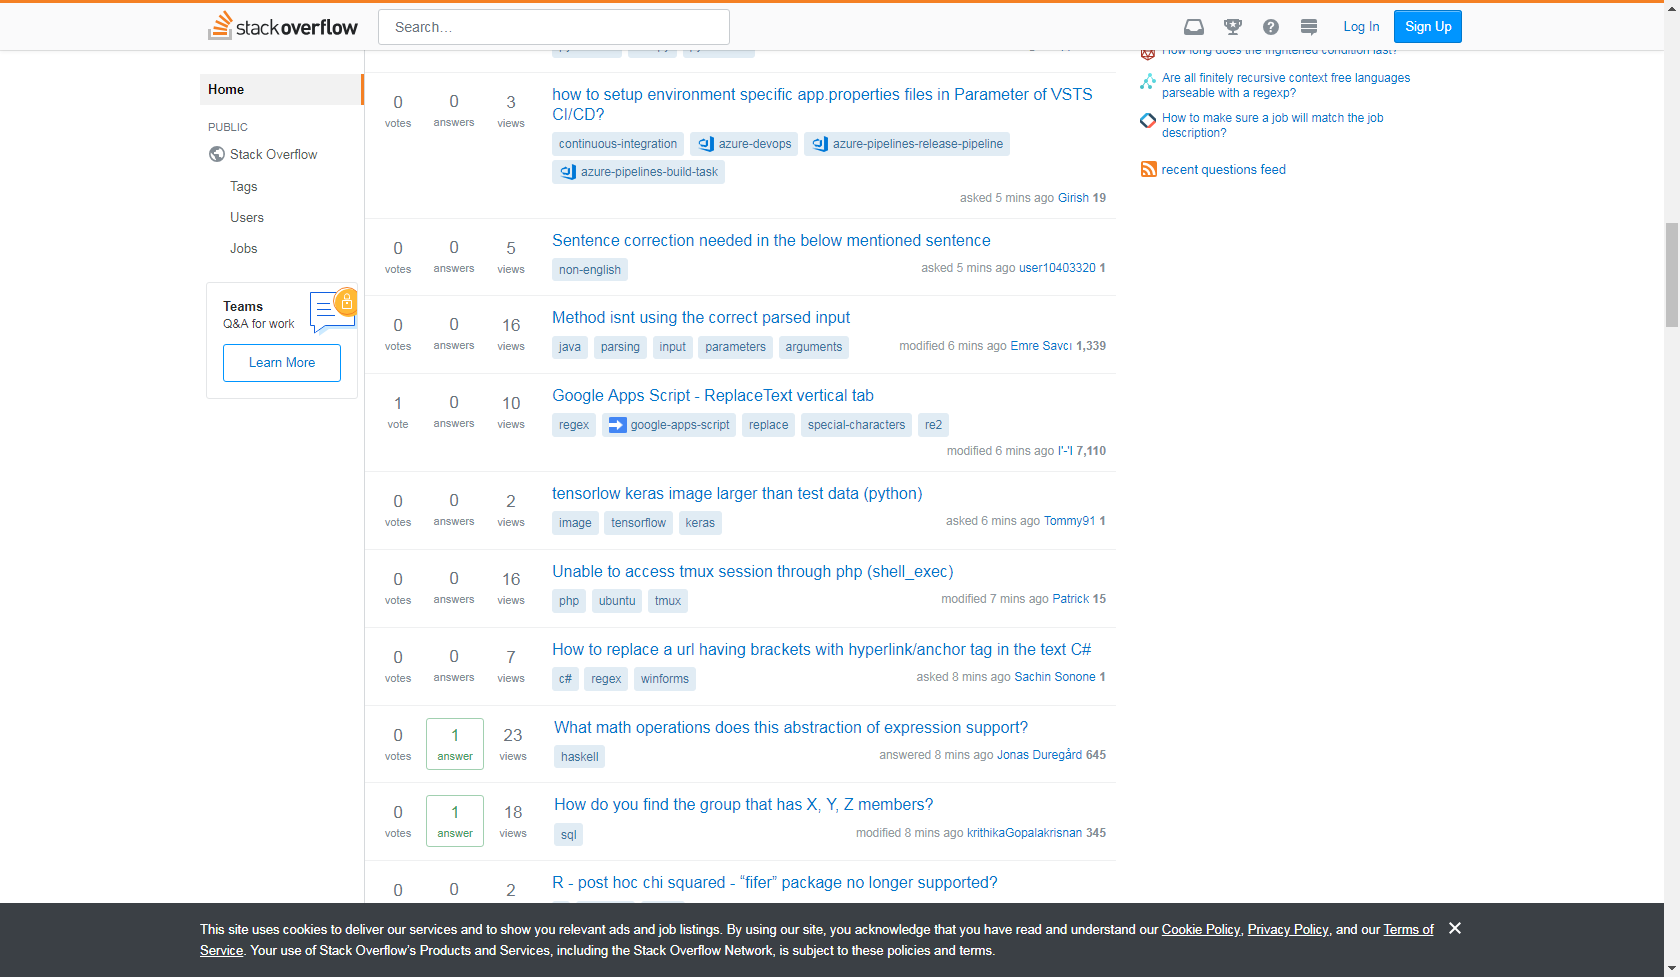 stackoverflow
Search…
Log In
Sign Up
Home
PUBLIC
Stack Overflow
Tags
Users
Jobs
Teams
Q&A for work
Learn More
0 votes
0 answers
3 views
how to setup environment specific app.properties files in Parameter of VSTS
CI/CD?
continuous-integration
azure-devops
azure-pipelines-release-pipeline
azure-pipelines-build-task
asked 5 mins ago Girish 19
0 votes
0 answers
5 views
Sentence correction needed in the below mentioned sentence
non-english
asked 5 mins ago user10403320 1
0 votes
0 answers
16 views
Method isnt using the correct parsed input
java
parsing
input
parameters
arguments
modified 6 mins ago Emre Savcı 1,339
1 vote
0 answers
10 views
Google Apps Script - ReplaceText vertical tab
regex
google-apps-script
replace
special-characters
re2
modified 6 mins ago I'-'I 7,110
0 votes
0 answers
2 views
tensorlow keras image larger than test data (python)
image
tensorflow
keras
asked 6 mins ago Tommy91 1
0 votes
0 answers
16 views
Unable to access tmux session through php (shell_exec)
php
ubuntu
tmux
modified 7 mins ago Patrick 15
0 votes
0 answers
7 views
How to replace a url having brackets with hyperlink/anchor tag in the text C#
c#
regex
winforms
asked 8 mins ago Sachin Sonone 1
0 votes
1 answer
23 views
What math operations does this abstraction of expression support?
haskell
answered 8 mins ago Jonas Duregård 645
0 votes
1 answer
18 views
How do you find the group that has X, Y, Z members?
sql
modified 8 mins ago krithikaGopalakrisnan 345
0
0
2
R - post hoc chi squared - “fifer” package no longer supported?
How long does the frightened condition last?
Are all finitely recursive context free languages
parseable with a regexp?
How to make sure a job will match the job
description?
recent questions feed
This site uses cookies to deliver our services and to show you relevant ads and job listings. By using our site, you acknowledge that you have read and understand our Cookie Policy, Privacy Policy, and our Terms of
Service. Your use of Stack Overflow’s Products and Services, including the Stack Overflow Network, is subject to these policies and terms.